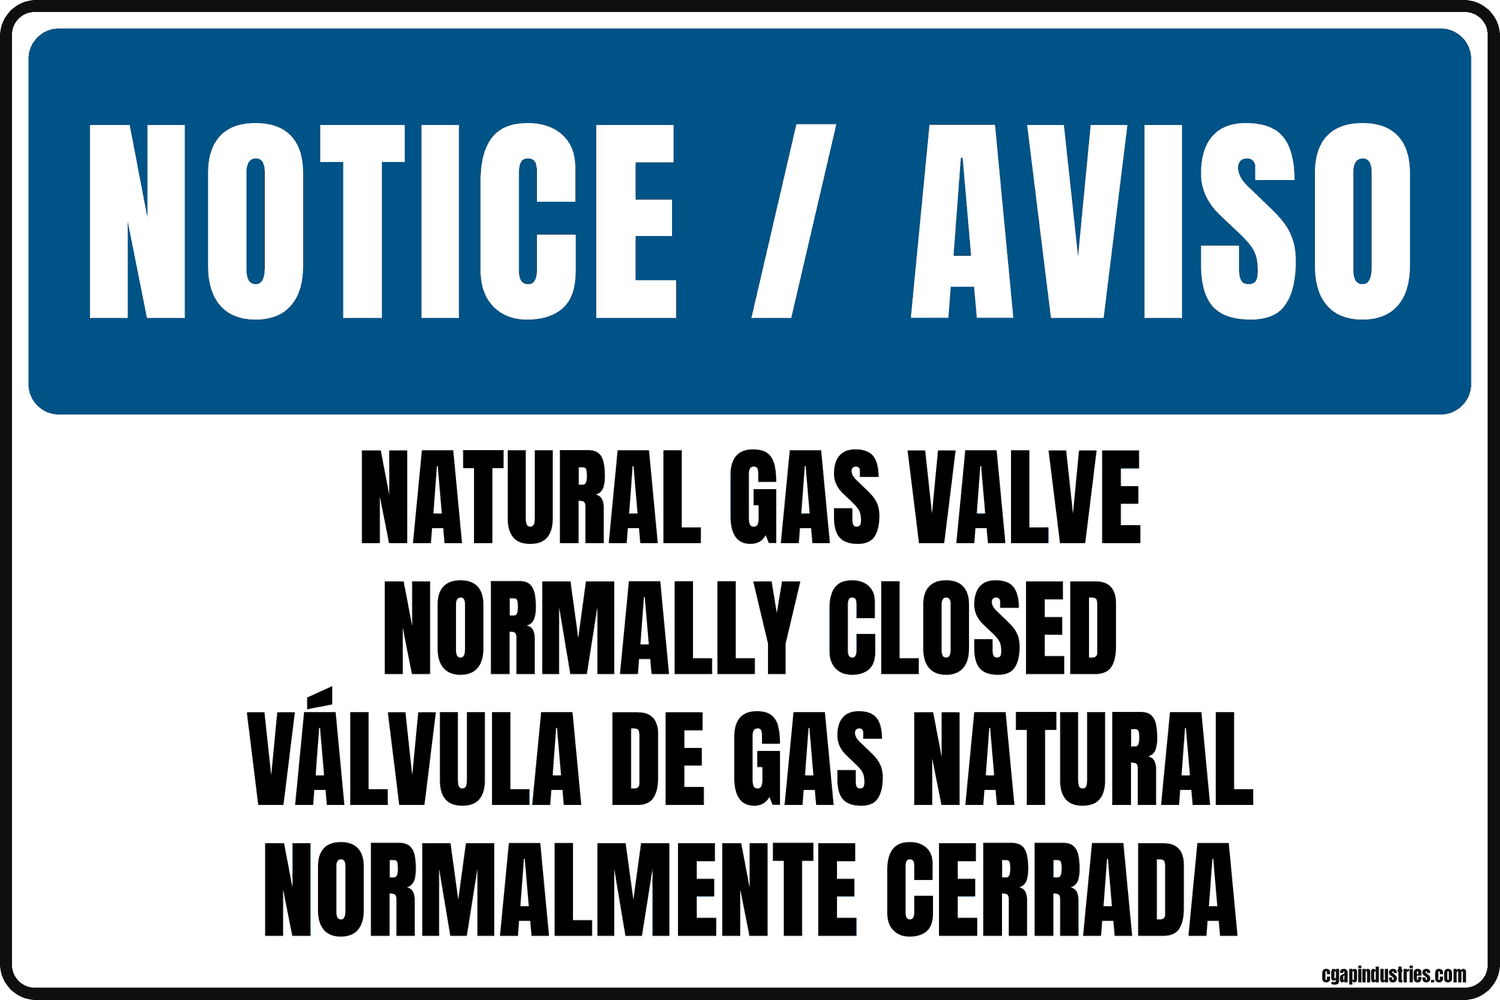 NOTICE / AVISO
NATURAL GAS VALVE
NORMALLY CLOSED
VÁLVULA DE GAS NATURAL
NORMALMENTE CERRADA
cgapindustries.com